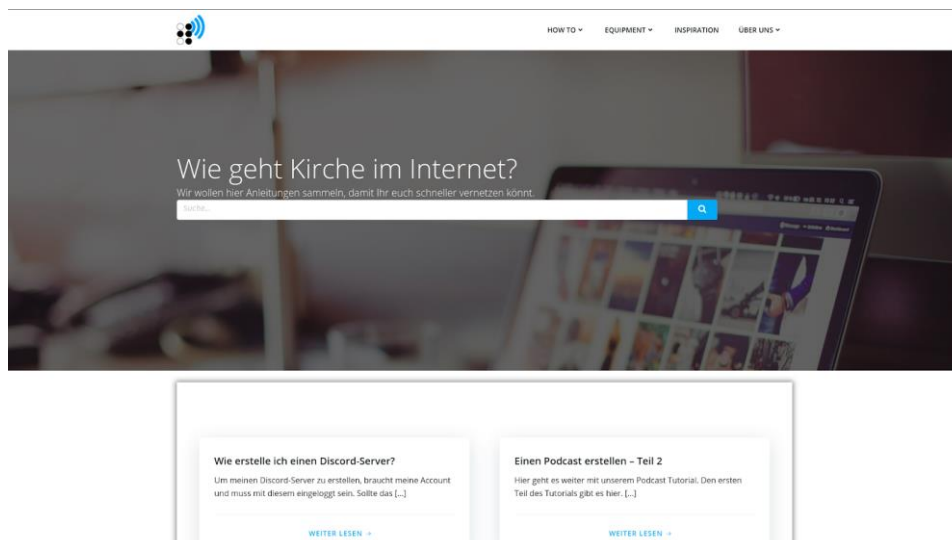 HOW TO
EQUIPMENT
INSPIRATION
ÜBER UNS
Wie geht Kirche im Internet?
Wir wollen hier Anleitungen sammeln, damit Ihr euch schneller vernetzen könnt.
Suche...
Wie erstelle ich einen Discord-Server?
Um meinen Discord-Server zu erstellen, braucht meine Account
und muss mit diesem eingeloggt sein. Sollte das [...]
WEITER LESEN →
Einen Podcast erstellen – Teil 2
Hier geht es weiter mit unserem Podcast Tutorial. Den ersten
Teil des Tutorials gibt es hier. [...]
WEITER LESEN →